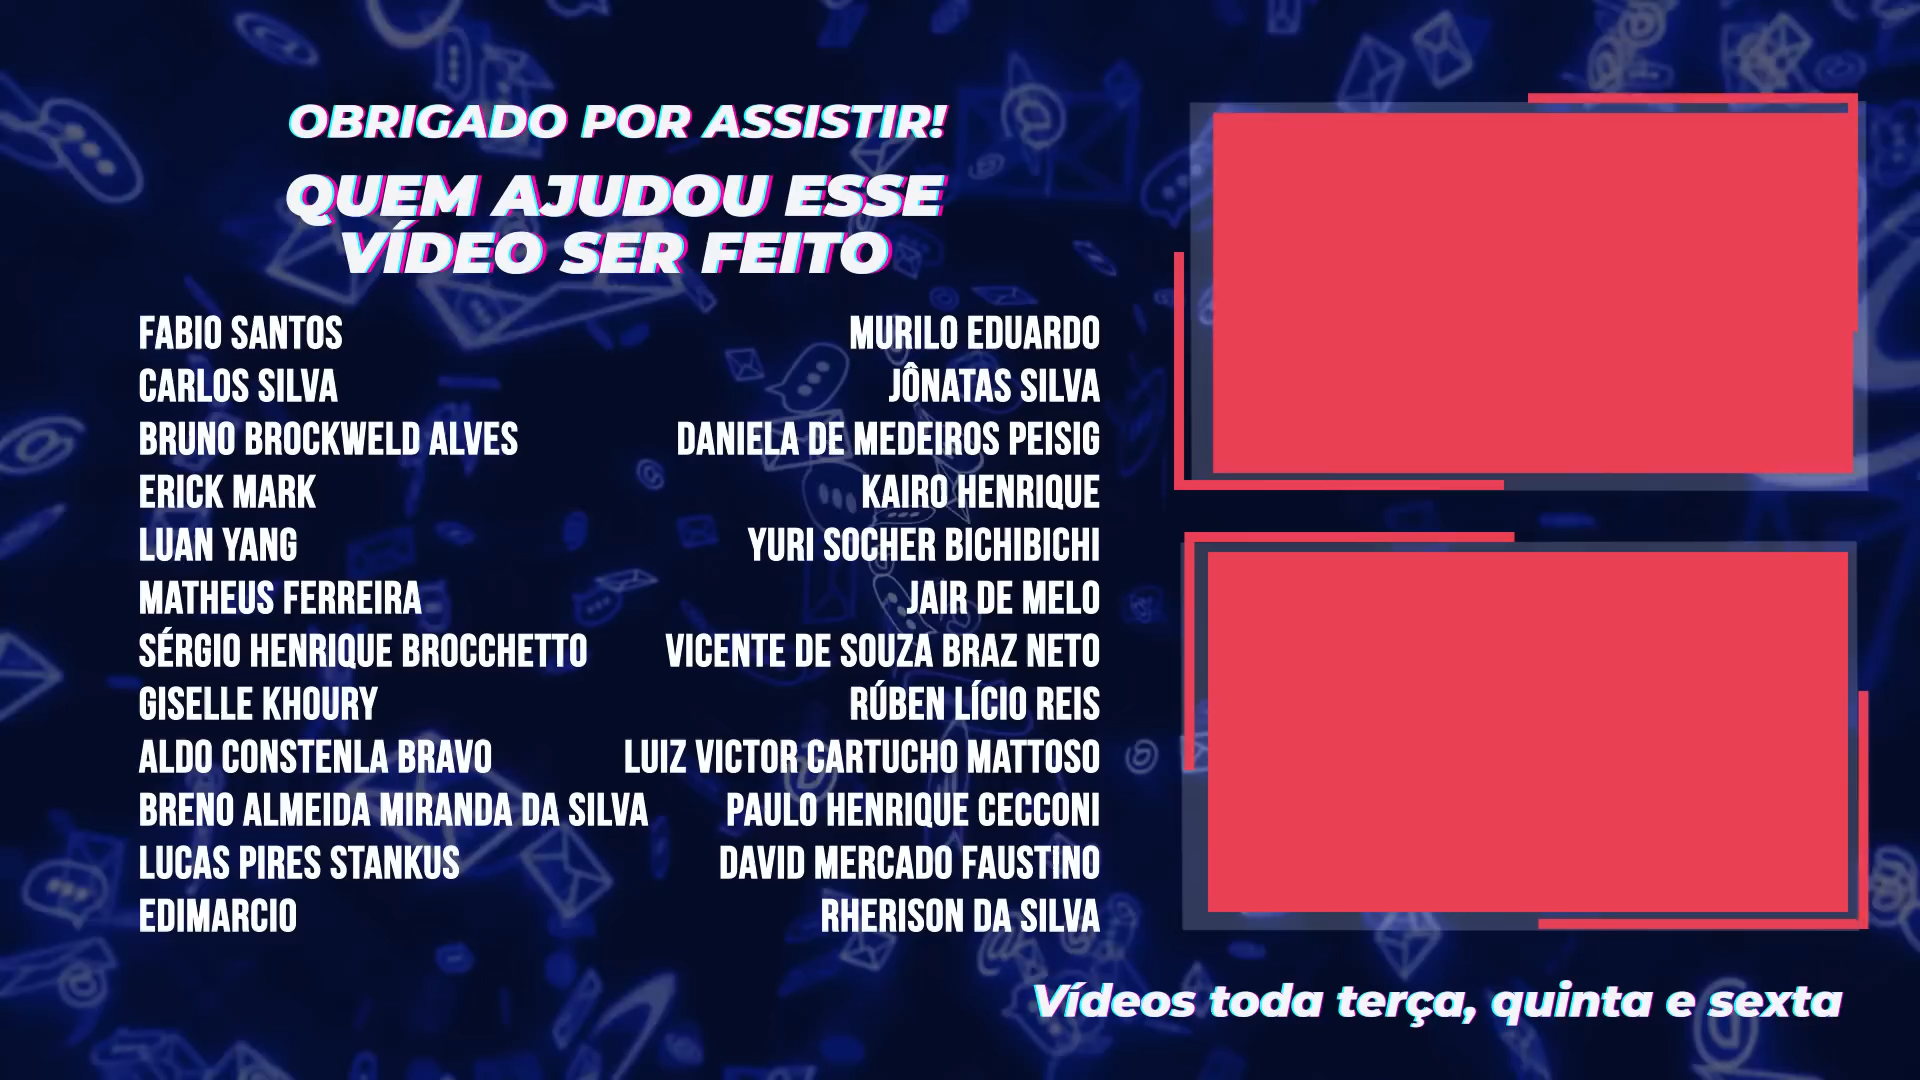 OBRIGADO POR ASSISTIR!
QUEM AJUDOU ESSE
VÍDEO SER FEITO
FABIO SANTOS
CARLOS SILVA
BRUNO BROCKWELD ALVES
ERICK MARK
LUAN YANG
MATHEUS FERREIRA
SÉRGIO HENRIQUE BROCCHETTO
GISELLE KHOURY
ALDO CONSTENLA BRAVO
BRENO ALMEIDA MIRANDA DA SILVA
LUCAS PIRES STANKUS
EDIMARCIO
MURILO EDUARDO
JÔNATAS SILVA
DANIELA DE MEDEIROS PEISIG
KAIRO HENRIQUE
YURI SOCHER BICHIBICHI
JAIR DE MELO
VICENTE DE SOUZA BRAZ NETO
RÚBEN LÍCIO REIS
LUIZ VICTOR CARTUCHO MATTOSO
PAULO HENRIQUE CECCONI
DAVID MERCADO FAUSTINO
RHERISON DA SILVA
Vídeos toda terça, quinta e sexta